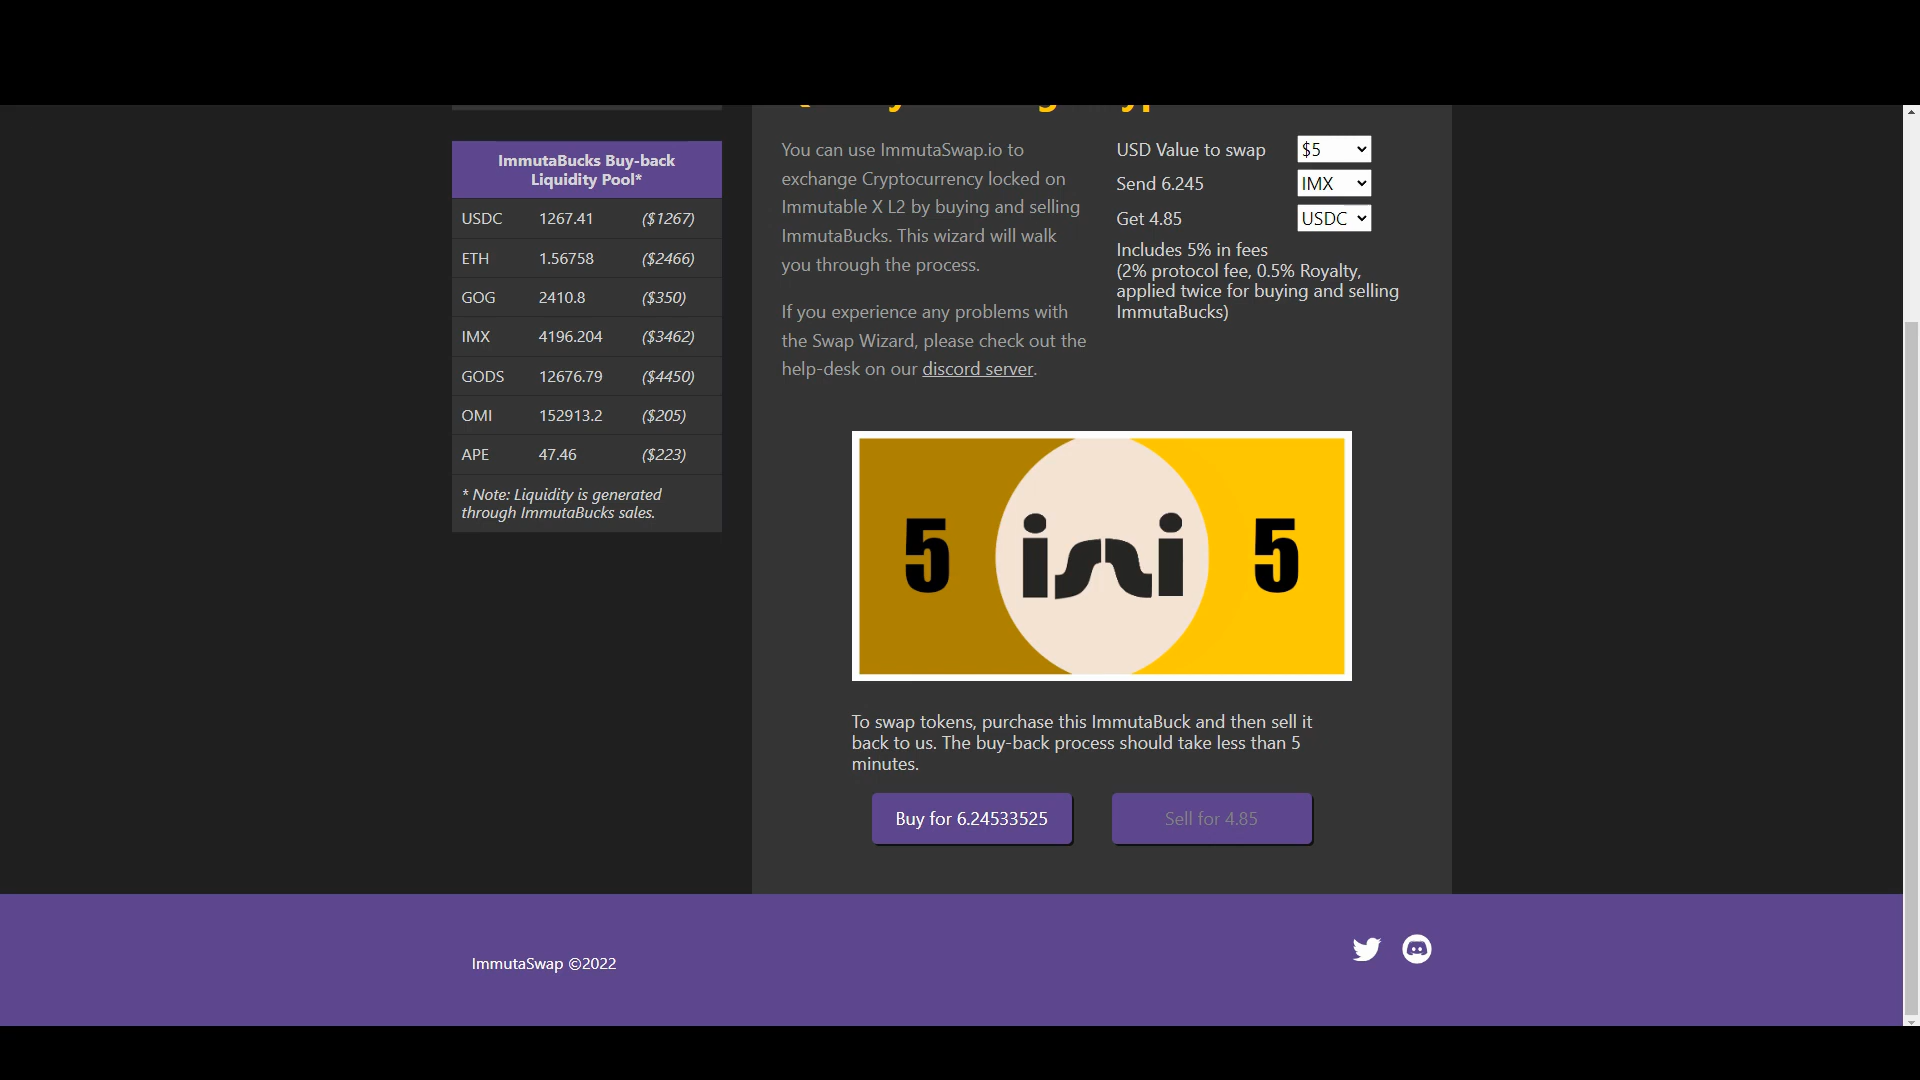 ImmutaBucks Buy-back
Liquidity Pool*
USDC 1267.41 ($1267)
ETH 1.56758 ($2466)
GOG 2410.8 ($350)
IMX 4196.204 ($3462)
GODS 12676.79 ($4450)
OMI 152913.2 ($205)
APE 47.46 ($223)
* Note: Liquidity is generated
through ImmutaBucks sales.
You can use ImmutaSwap.io to
exchange Cryptocurrency locked on
Immutable X L2 by buying and selling
ImmutaBucks. This wizard will walk
you through the process.
If you experience any problems with
the Swap Wizard, please check out the
help-desk on our discord server.
USD Value to swap $5
Send 6.245 IMX
Get 4.85 USDC
Includes 5% in fees
(2% protocol fee, 0.5% Royalty,
applied twice for buying and selling
ImmutaBucks)
5 5
To swap tokens, purchase this ImmutaBuck and then sell it
back to us. The buy-back process should take less than 5
minutes.
Buy for 6.24533525
Sell for 4.85
ImmutaSwap ©2022